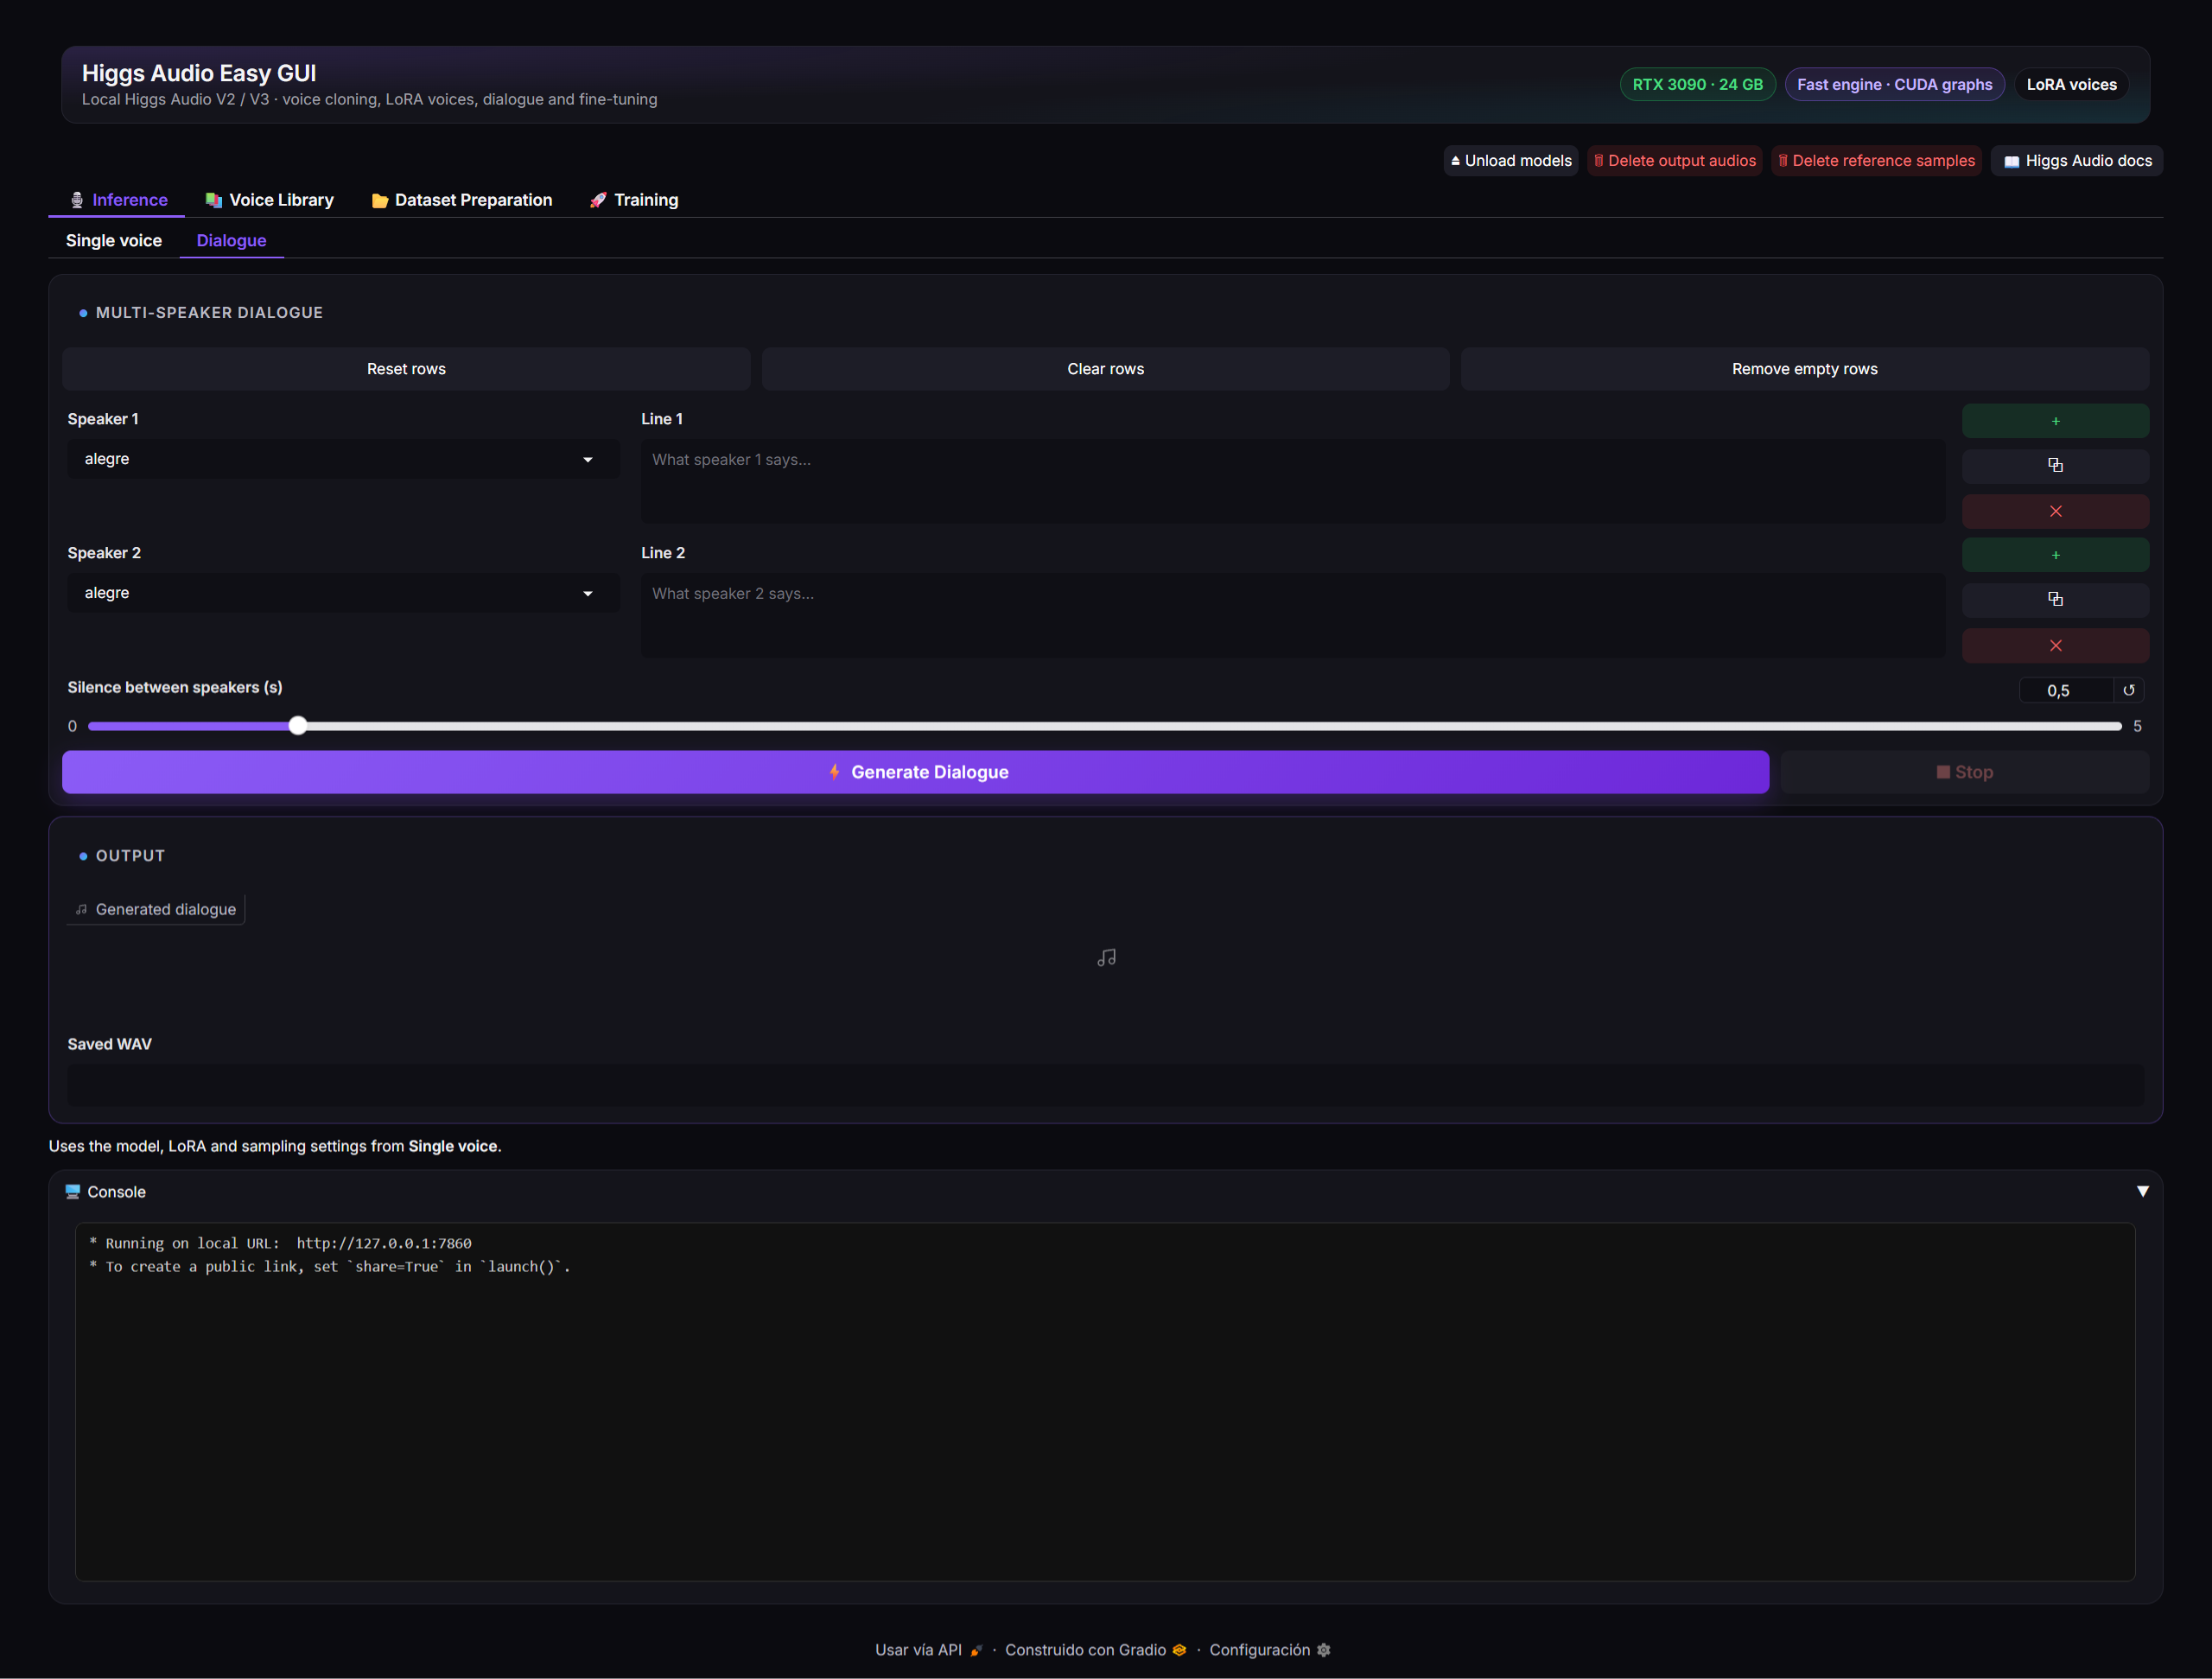 Higgs Audio Easy GUI
Local Higgs Audio V2 / V3 · voice cloning, LoRA voices, dialogue and fine-tuning
RTX 3090 · 24 GB
Fast engine · CUDA graphs
LoRA voices
Unload models
Delete output audios
Delete reference samples
Higgs Audio docs
Inference
Voice Library
Dataset Preparation
Training
Single voice
Dialogue
MULTI-SPEAKER DIALOGUE
Reset rows
Clear rows
Remove empty rows
Speaker 1
Line 1
+
alegre
What speaker 1 says...
Speaker 2
Line 2
+
alegre
What speaker 2 says...
Silence between speakers (s)
0,5
0
5
Generate Dialogue
Stop
OUTPUT
Generated dialogue
Saved WAV
Uses the model, LoRA and sampling settings from Single voice.
Console
* Running on local URL:  http://127.0.0.1:7860
* To create a public link, set `share=True` in `launch()`.
Usar vía API · Construido con Gradio · Configuración